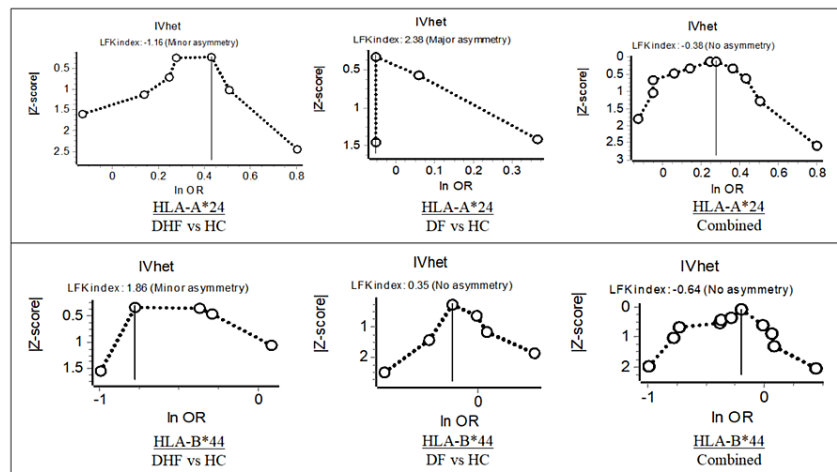 IVhet
LFK index: -1.16 (Minor asymmetry)
|Z-score|
0.5
1
1.5
2
2.5
0
0.2
0.4
0.6
0.8
ln OR
HLA-A*24
DHF vs HC
IVhet
LFK index: 2.38 (Major asymmetry)
|Z-score|
0.5
1
1.5
0
0.1
0.2
0.3
ln OR
HLA-A*24
DF vs HC
IVhet
LFK index: -0.38 (No asymmetry)
|Z-score|
0
0.5
1
1.5
2
2.5
3
0
0.2
0.4
0.6
0.8
ln OR
HLA-A*24
Combined
IVhet
LFK index: 1.86 (Minor asymmetry)
|Z-score|
0.5
1
1.5
-1
0
ln OR
HLA-B*44
DHF vs HC
IVhet
LFK index: 0.35 (No asymmetry)
|Z-score|
1
2
0
ln OR
HLA-B*44
DF vs HC
IVhet
LFK index: -0.64 (No asymmetry)
|Z-score|
0
1
2
-1
0
ln OR
HLA-B*44
Combined